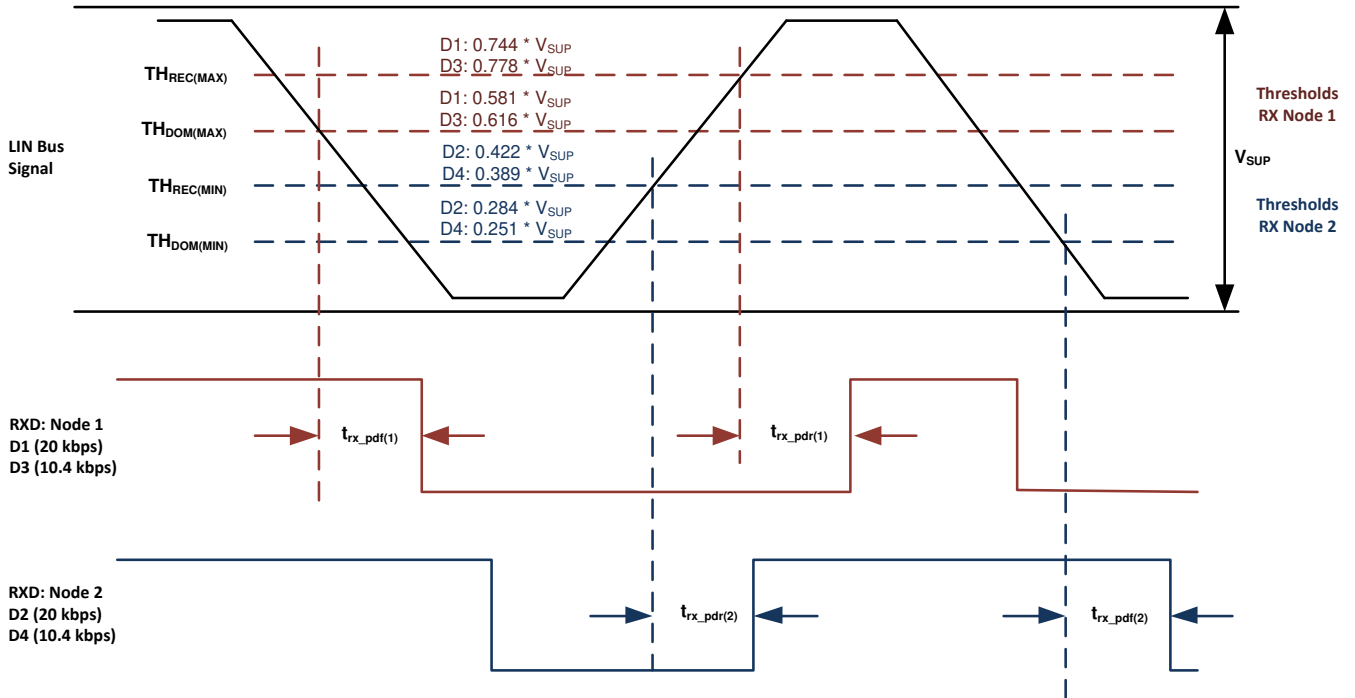 D1: 0.744 * VSUP
THREC(MAX)
D3: 0.778 * VSUP
D1: 0.581 * VSUP
THDOM(MAX)
D3: 0.616 * VSUP
Thresholds
RX Node 1
LIN Bus
Signal
D2: 0.422 * VSUP
VSUP
THREC(MIN)
D4: 0.389 * VSUP
D2: 0.284 * VSUP
THDOM(MIN)
D4: 0.251 * VSUP
Thresholds
RX Node 2
RXD: Node 1
D1 (20 kbps)
D3 (10.4 kbps)
trx_pdf(1)
trx_pdr(1)
RXD: Node 2
D2 (20 kbps)
D4 (10.4 kbps)
trx_pdr(2)
trx_pdf(2)